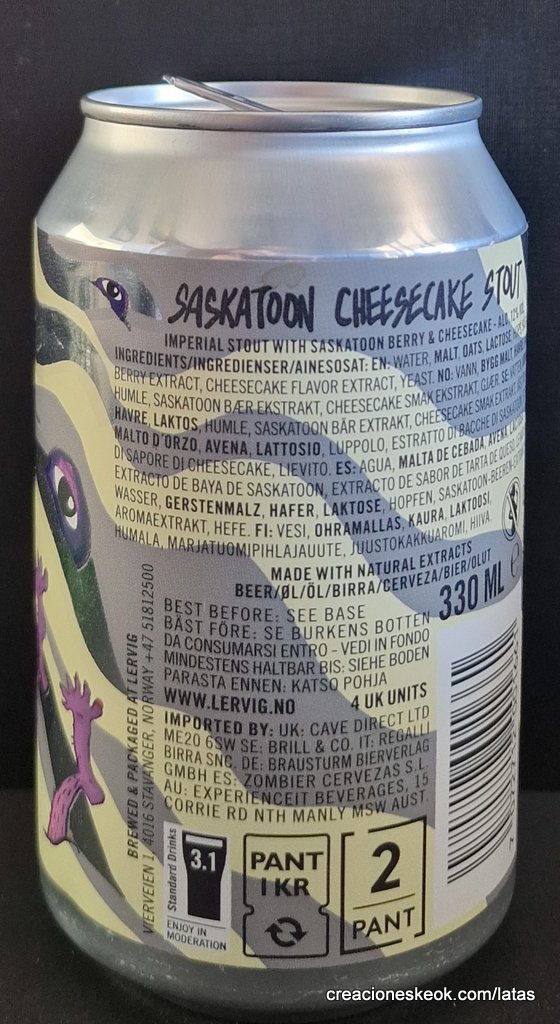 SASKATOON CHEESECAKE STOUT
IMPERIAL STOUT WITH SASKATOON BERRY & CHEESECAKE - ALC. 12% VOL
INGREDIENTS/INGREDIENSER/AINESOSAT: EN: WATER, MALT, OATS, LACTOSE,
BERRY EXTRACT, CHEESECAKE FLAVOR EXTRACT, YEAST. NO: VANN, BYGG MALT,
HUMLE, SASKATOON BÆR EKSTRAKT, CHEESECAKE SMAK EKSTRAKT, GJÆR.
HAVRE, LAKTOS, HUMLE, SASKATOON BÄR EXTRAKT, CHEESECAKE SMAK EXTRAKT,
MALTO D'ORZO, AVENA, LATTOSIO, LUPPOLO, ESTRATTO DI BACCHE DI
DI SAPORE DI CHEESECAKE, LIEVITO. ES: AGUA, MALTA DE CEBADA, AVENA,
EXTRACTO DE BAYA DE SASKATOON, EXTRACTO DE SABOR DE TARTA DE QUESO,
WASSER, GERSTENMALZ, HAFER, LAKTOSE, HOPFEN, SASKATOON-BEEREN-
AROMAEXTRAKT, HEFE. FI: VESI, OHRAMALLAS, KAURA, LAKTOOSI,
HUMALA, MARJATUOMIPIHLAJAUUTE, JUUSTOKAKKUAROMI, HIIVA.
MADE WITH NATURAL EXTRACTS
BEER/ØL/ÖL/BIRRA/CERVEZA/BIER/OLUT
330 ML e
BEST BEFORE: SEE BASE
BÄST FÖRE: SE BURKENS BOTTEN
DA CONSUMARSI ENTRO - VEDI IN FONDO
MINDESTENS HALTBAR BIS: SIEHE BODEN
PARASTA ENNEN: KATSO POHJA
WWW.LERVIG.NO 4 UK UNITS
IMPORTED BY: UK: CAVE DIRECT LTD
ME20 6SW SE: BRILL & CO. IT: REGALLI
BIRRA SNC. DE: BRAUSTURM BIERVERLAG
GMBH ES: ZOMBIER CERVEZAS S.L.
AU: EXPERIENCEIT BEVERAGES, 15
CORRIE RD NTH MANLY MSW AUST.
BREWED & PACKAGED AT LERVIG
VIERVEIEN 1, 4016 STAVANGER, NORWAY +47 51812500
Standard Drinks
3.1
ENJOY IN
MODERATION
PANT
1 KR
2
PANT
creacioneskeok.com/latas